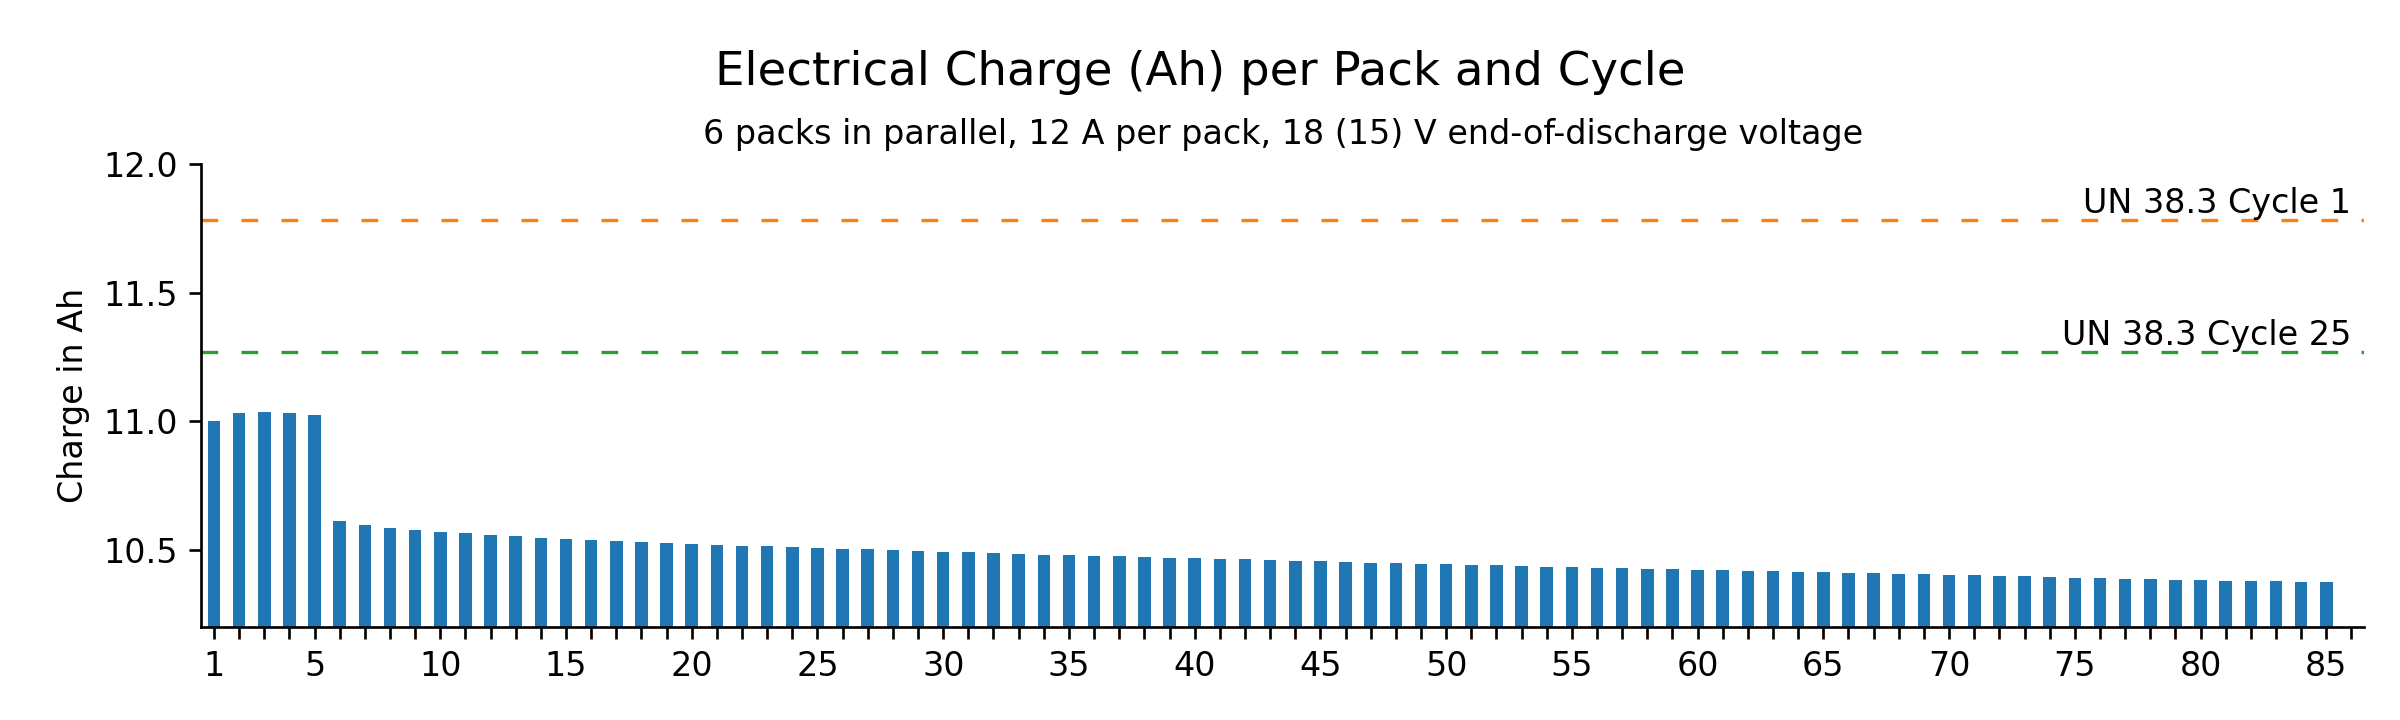 Electrical Charge (Ah) per Pack and Cycle
6 packs in parallel, 12 A per pack, 18 (15) V end-of-discharge voltage
12.0
UN 38.3 Cycle 1
11.5
UN 38.3 Cycle 25
Charge in Ah
11.0
10.5
1 5 10 15 20 25 30 35 40 45 50 55 60 65 70 75 80 85